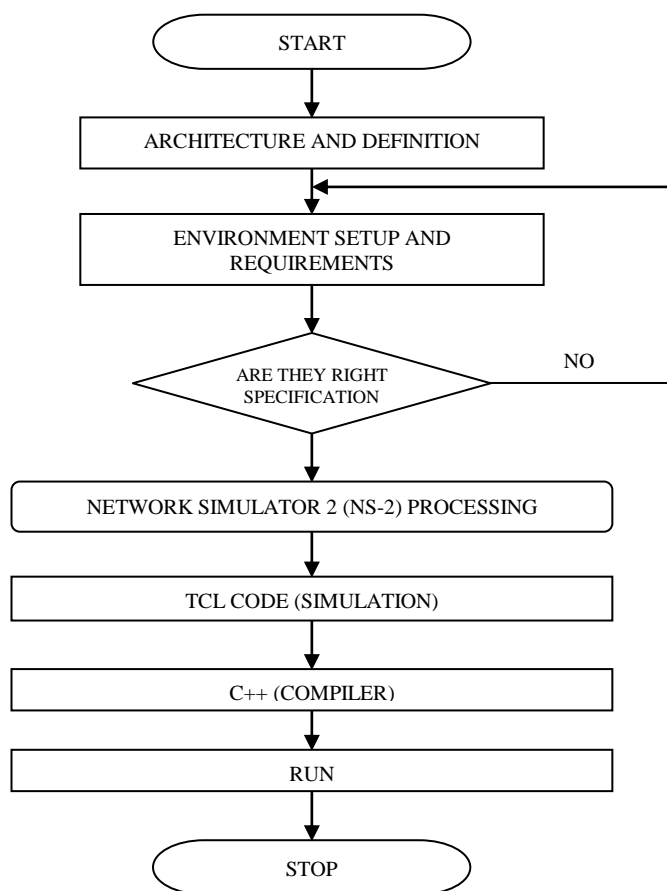 START
ARCHITECTURE AND DEFINITION
ENVIRONMENT SETUP AND
REQUIREMENTS
ARE THEY RIGHT
SPECIFICATION
NO
NETWORK SIMULATOR 2 (NS-2) PROCESSING
TCL CODE (SIMULATION)
C++ (COMPILER)
RUN
STOP